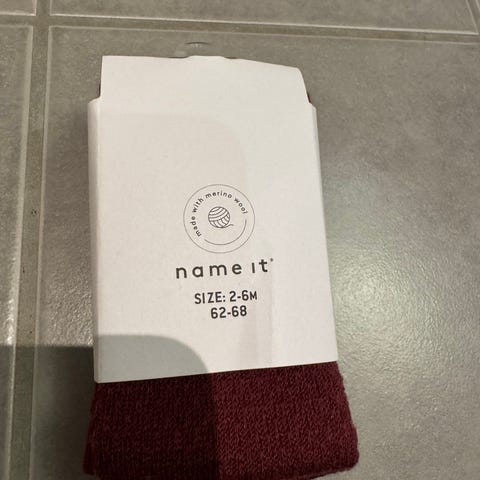 made with merino wool
name it®
SIZE: 2-6M
62-68